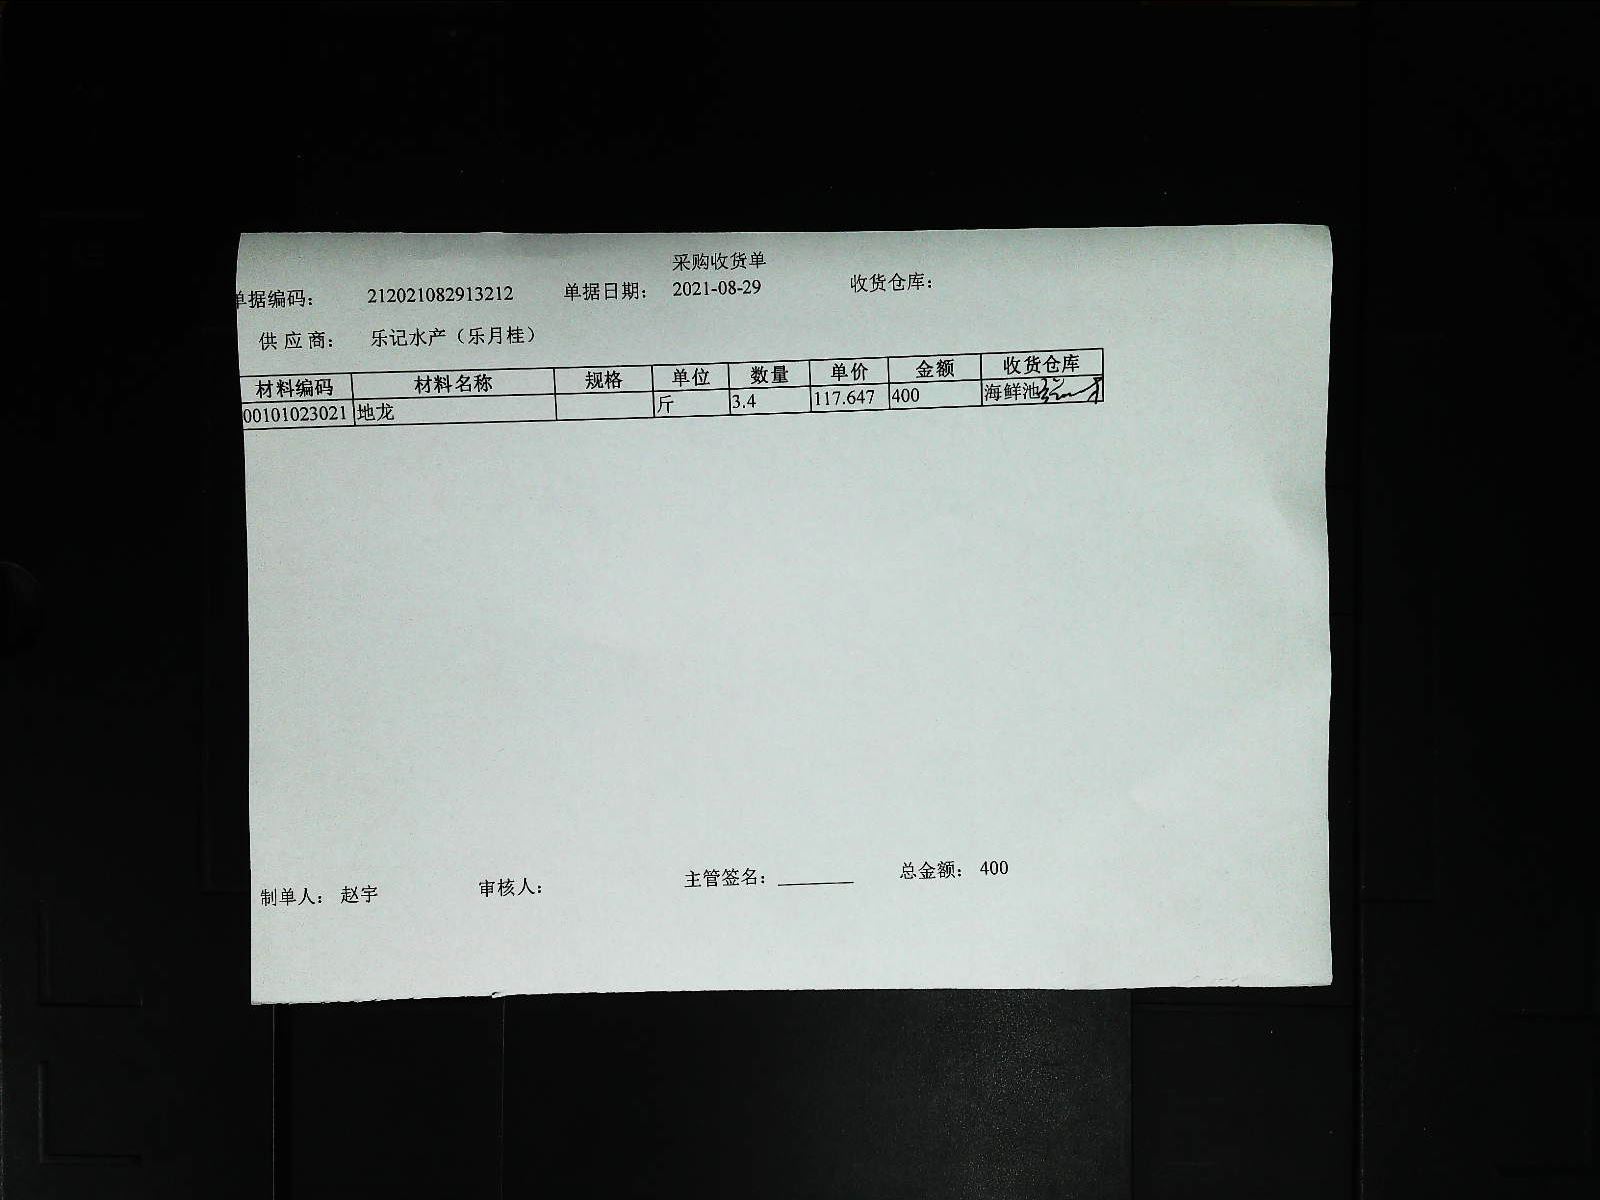 采购收货单
单据编码： 212021082913212 单据日期： 2021-08-29 收货仓库：
供应商： 乐记水产（乐月桂）
材料编码 材料名称 规格 单位 数量 单价 金额 收货仓库
00101023021 地龙 斤 3.4 117.647 400 海鲜池
制单人： 赵宇 审核人： 主管签名：________ 总金额： 400